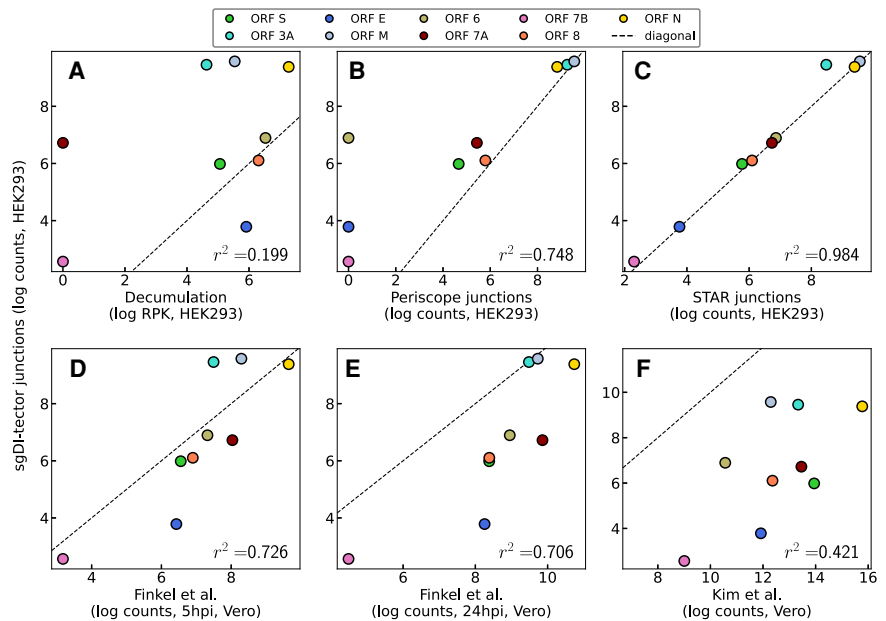 ORF S ORF E ORF 6 ORF 7B ORF N
ORF 3A ORF M ORF 7A ORF 8 diagonal
sgDI-tector junctions (log counts, HEK293)
A
8
6
4
r² =0.199
0 2 4 6
Decumulation
(log RPK, HEK293)
B
8
6
4
r² =0.748
0 2 4 6 8
Periscope junctions
(log counts, HEK293)
C
8
6
4
r² =0.984
2 4 6 8
STAR junctions
(log counts, HEK293)
D
8
6
4
r² =0.726
4 6 8
Finkel et al.
(log counts, 5hpi, Vero)
E
8
6
4
r² =0.706
6 8 10
Finkel et al.
(log counts, 24hpi, Vero)
F
10
8
6
4
r² =0.421
8 10 12 14 16
Kim et al.
(log counts, Vero)